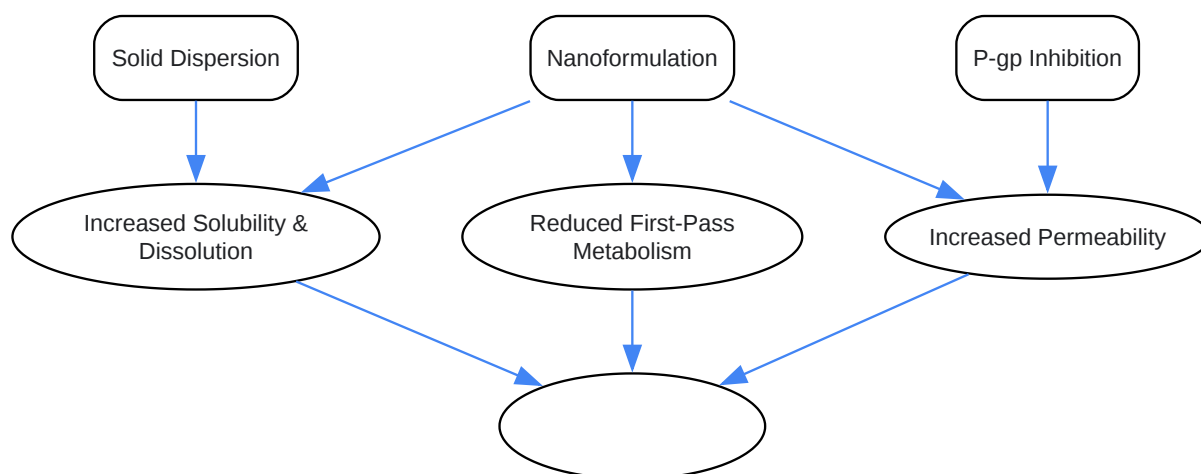 Solid Dispersion
Nanoformulation
P-gp Inhibition
Increased Solubility &
Dissolution
Reduced First-Pass
Metabolism
Increased Permeability